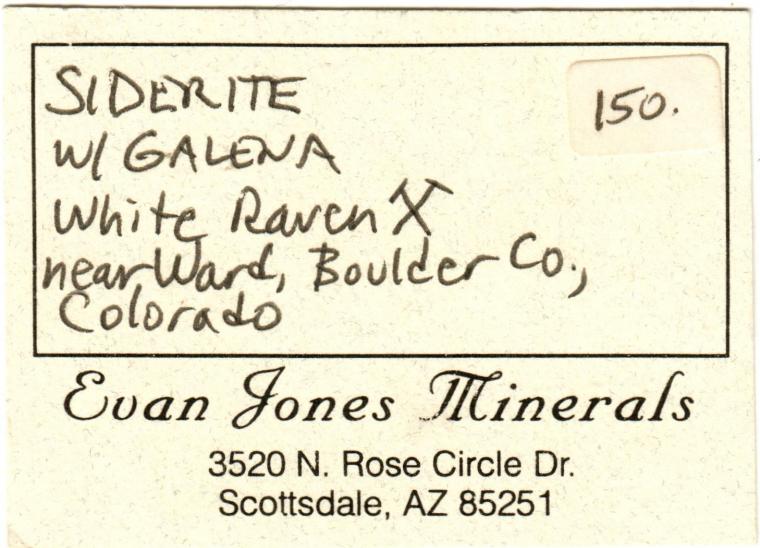 SIDERITE
150.
W/ GALENA
White Raven ⚒
near Ward, Boulder Co.,
Colorado
Evan Jones Minerals
3520 N. Rose Circle Dr.
Scottsdale, AZ 85251